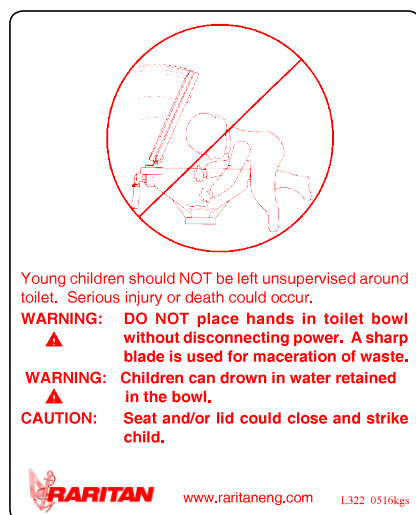 Young children should NOT be left unsupervised around
toilet. Serious injury or death could occur.
WARNING: DO NOT place hands in toilet bowl
without disconnecting power. A sharp
blade is used for maceration of waste.
WARNING: Children can drown in water retained
in the bowl.
CAUTION: Seat and/or lid could close and strike
child.
RARITAN www.raritaneng.com L322 0516kgs